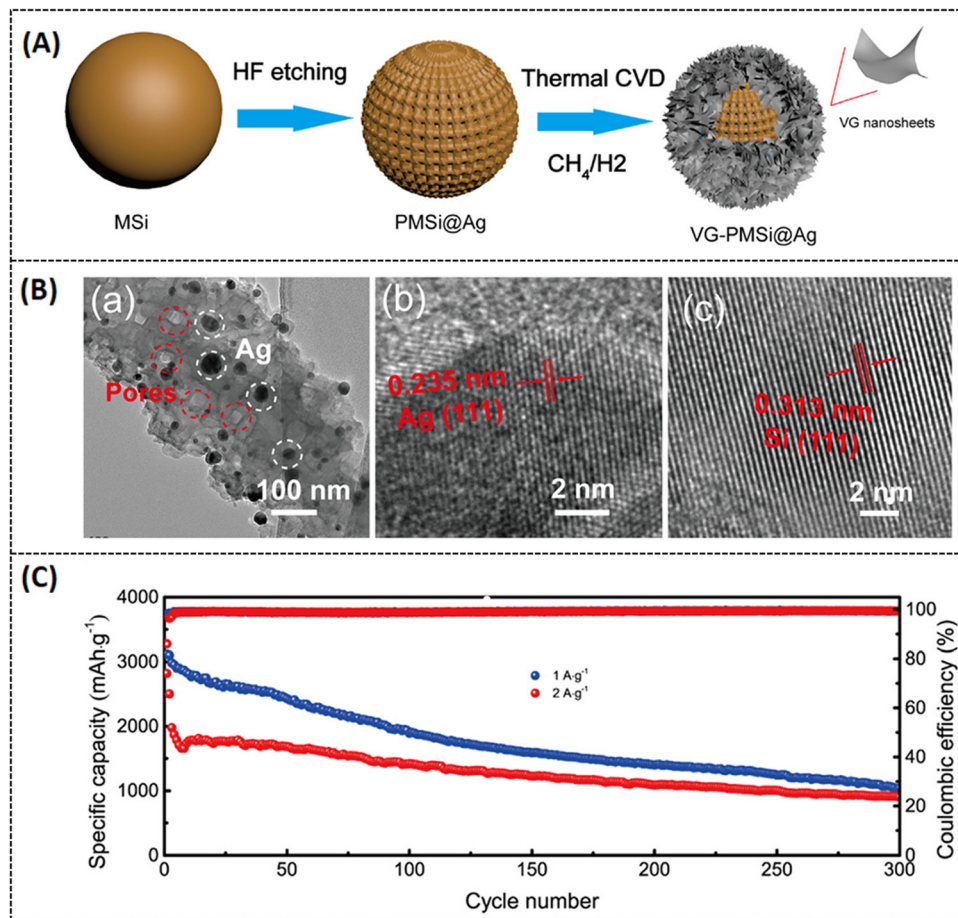 (A)
HF etching
Thermal CVD
CH₄/H2
VG nanosheets
MSi
PMSi@Ag
VG-PMSi@Ag
(B)
(a)
Ag
Pores
100 nm
(b)
0.235 nm
Ag (111)
2 nm
(c)
0.313 nm
Si (111)
2 nm
(C)
Specific capacity (mAh·g⁻¹)
4000
3000
2000
1000
0
1 A·g⁻¹
2 A·g⁻¹
100
80
60
40
20
0
Coulombic efficiency (%)
0 50 100 150 200 250 300
Cycle number